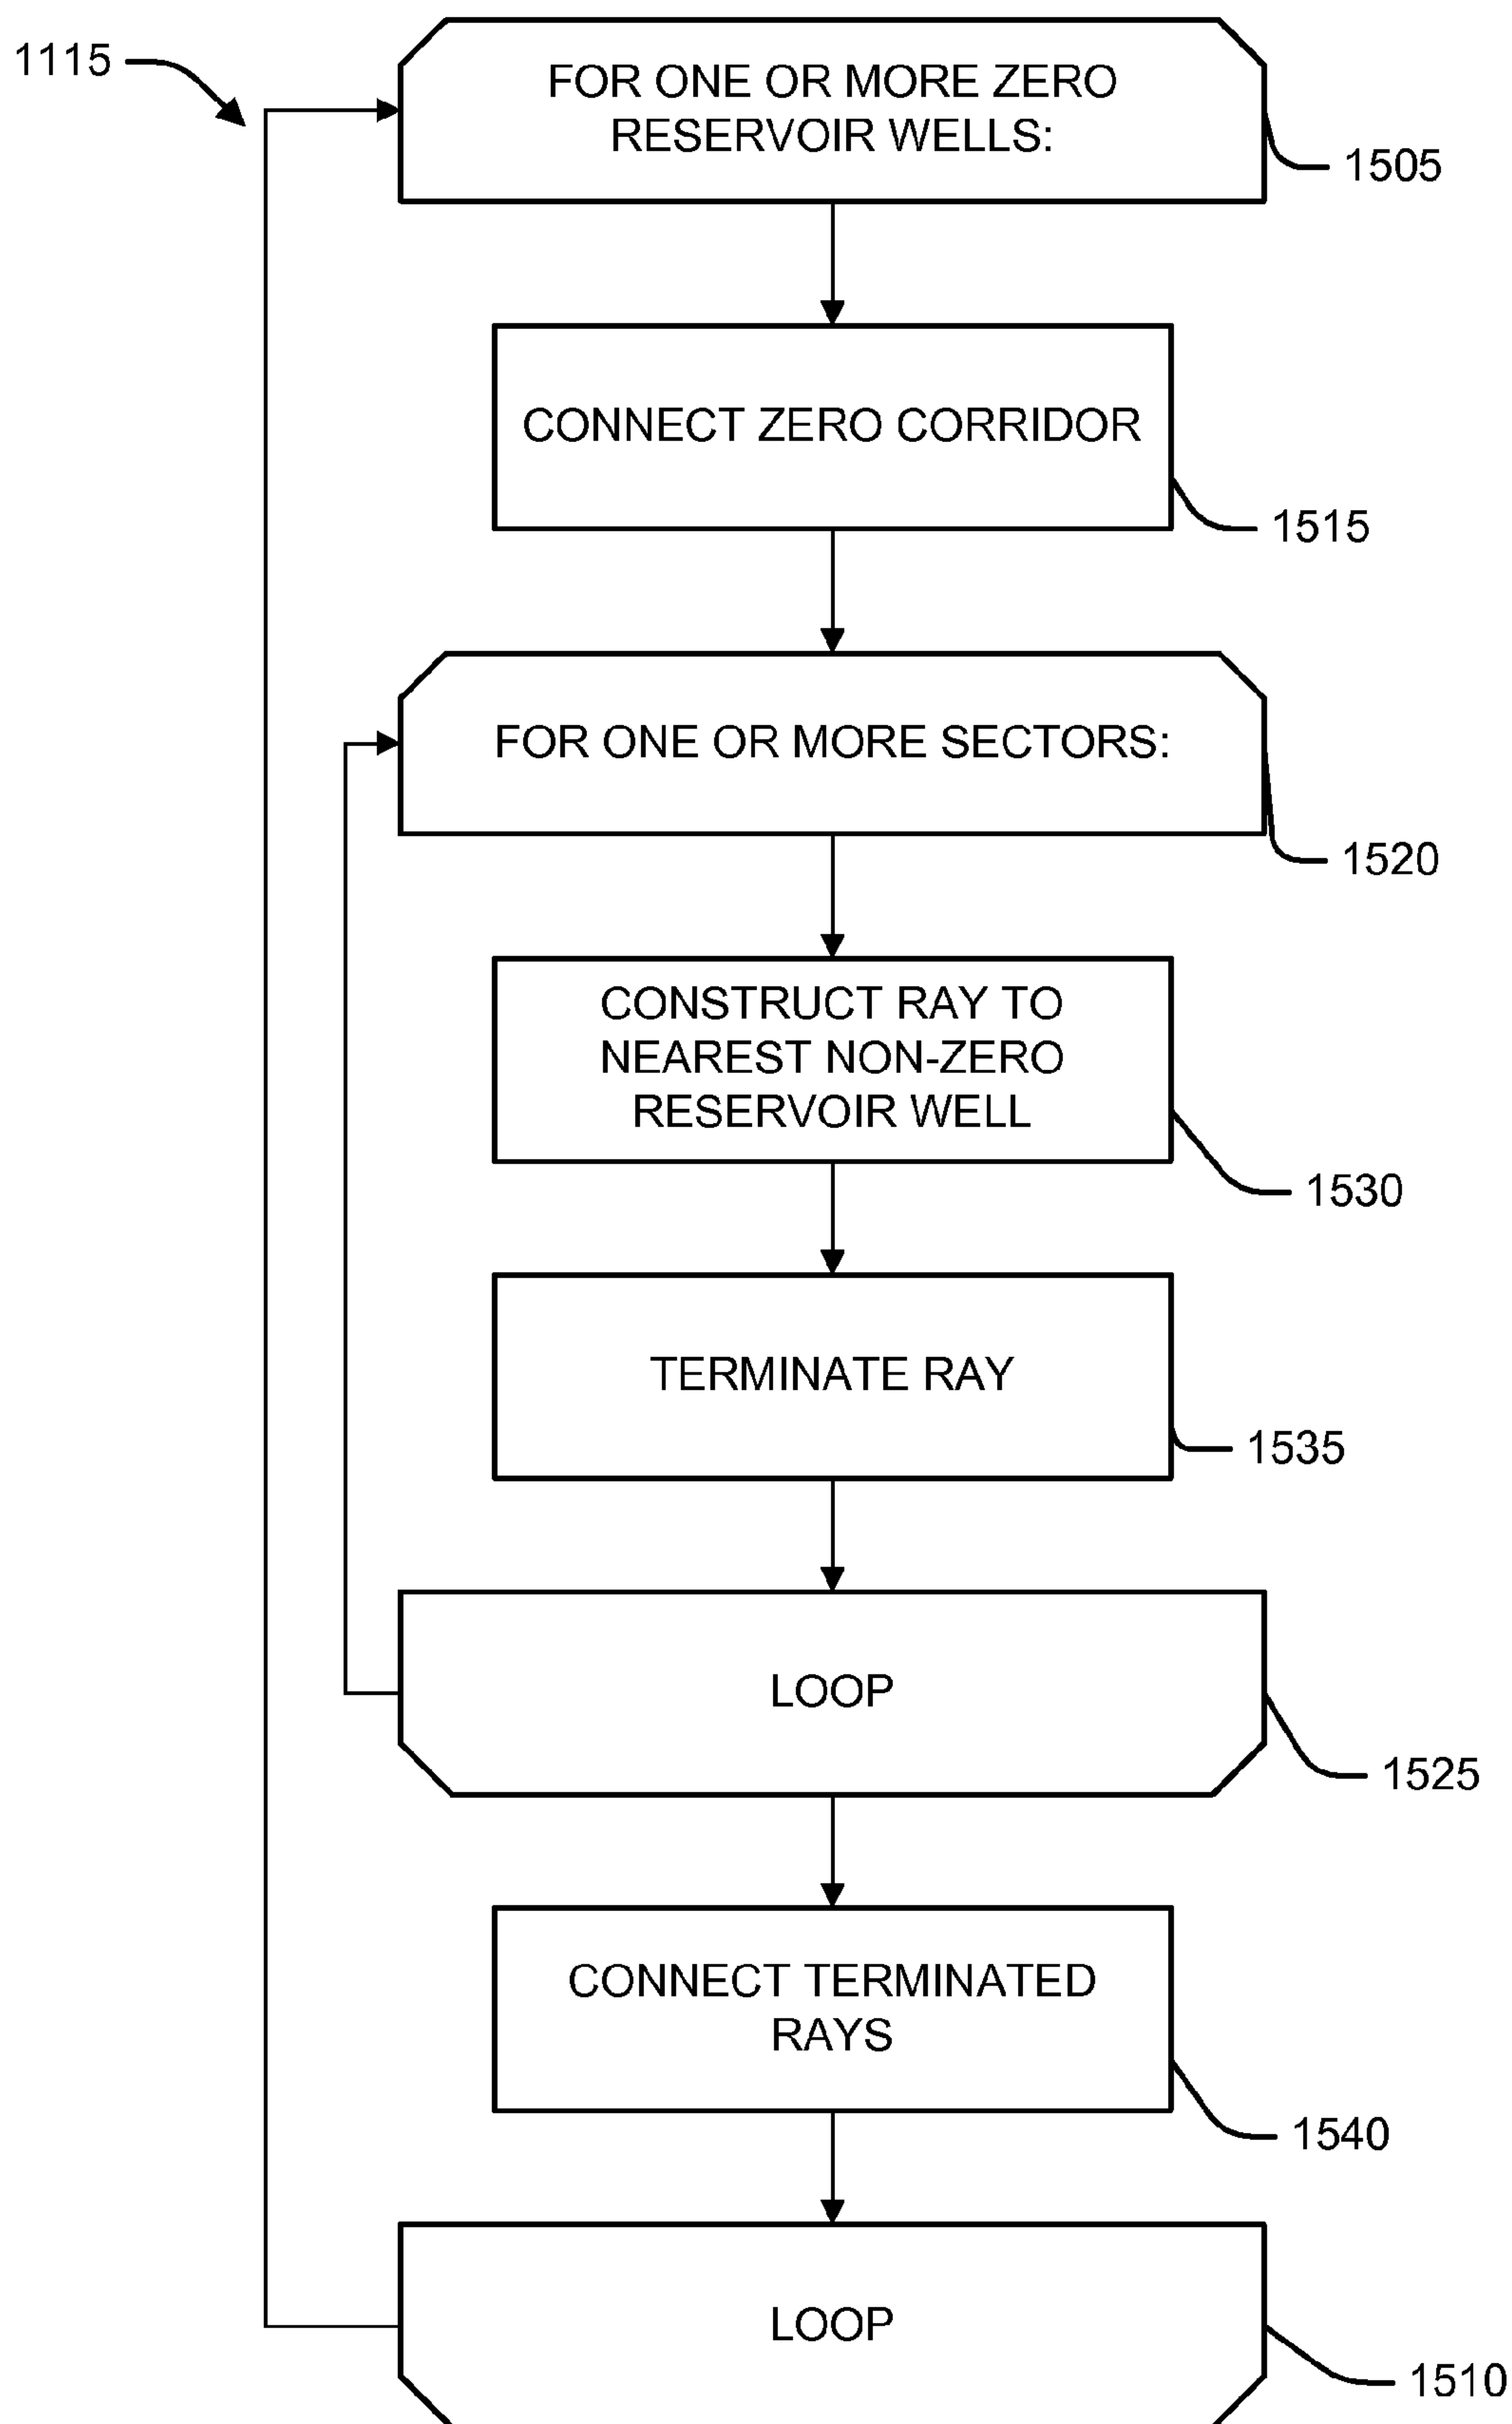 1115
FOR ONE OR MORE ZERO
RESERVOIR WELLS:
1505
CONNECT ZERO CORRIDOR
1515
FOR ONE OR MORE SECTORS:
1520
CONSTRUCT RAY TO
NEAREST NON-ZERO
RESERVOIR WELL
1530
TERMINATE RAY
1535
LOOP
1525
CONNECT TERMINATED
RAYS
1540
LOOP
1510